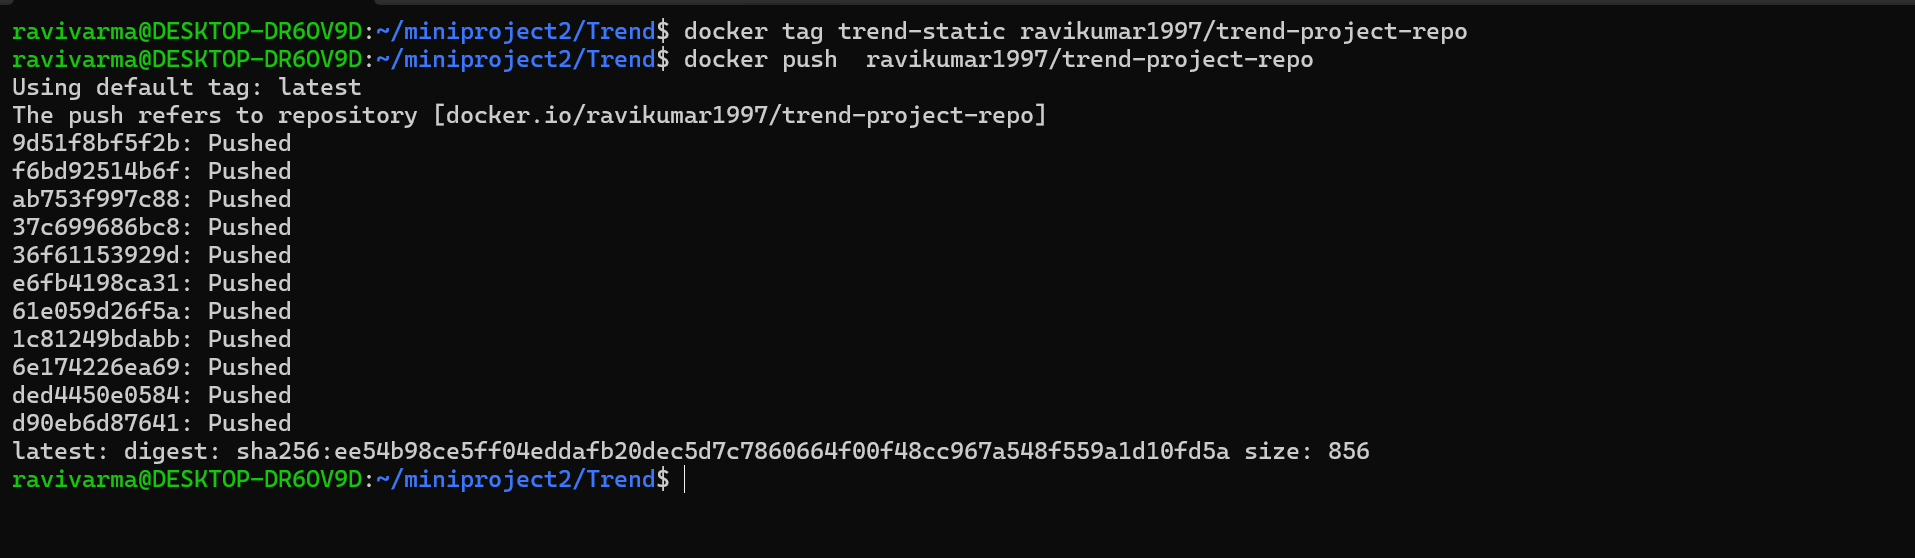 ravivarma@DESKTOP-DR6OV9D:~/miniproject2/Trend$ docker tag trend-static ravikumar1997/trend-project-repo
ravivarma@DESKTOP-DR6OV9D:~/miniproject2/Trend$ docker push  ravikumar1997/trend-project-repo
Using default tag: latest
The push refers to repository [docker.io/ravikumar1997/trend-project-repo]
9d51f8bf5f2b: Pushed
f6bd92514b6f: Pushed
ab753f997c88: Pushed
37c699686bc8: Pushed
36f61153929d: Pushed
e6fb4198ca31: Pushed
61e059d26f5a: Pushed
1c81249bdabb: Pushed
6e174226ea69: Pushed
ded4450e0584: Pushed
d90eb6d87641: Pushed
latest: digest: sha256:ee54b98ce5ff04eddafb20dec5d7c7860664f00f48cc967a548f559a1d10fd5a size: 856
ravivarma@DESKTOP-DR6OV9D:~/miniproject2/Trend$